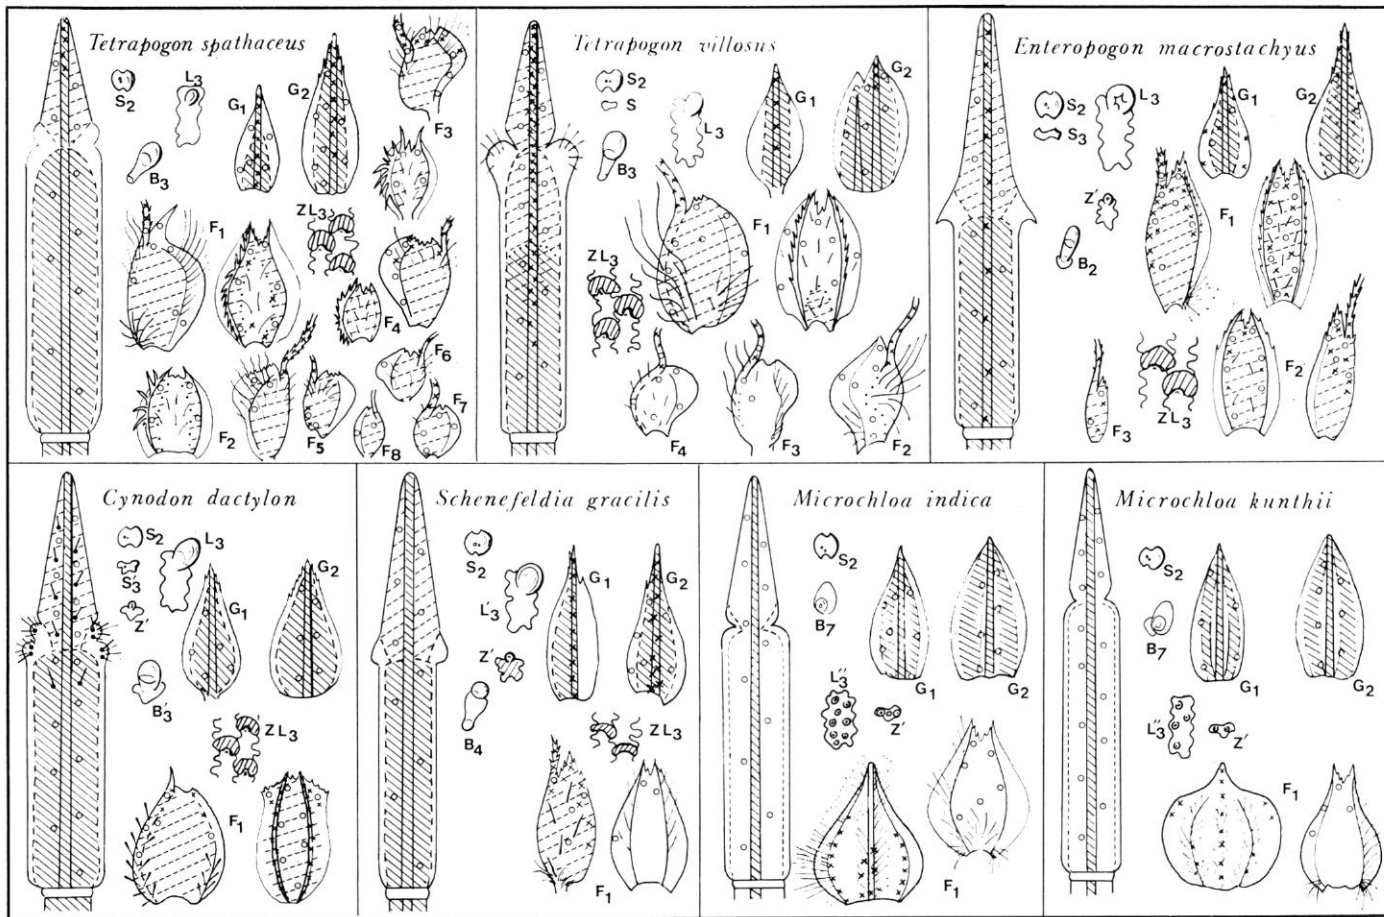 Tetrapogon spathaceus
S2
L3
G1
G2
F3
B3
ZL3
F1
F4
F6
F2
F5
F8
F7
Tetrapogon villosus
S2
S
L3
G1
G2
B3
F1
ZL3
F4
F3
F2
Enteropogon macrostachyus
S2
S3
L3
G1
G2
Z'
F1
B2
ZL3
F2
F3
Cynodon dactylon
S2
L3
S'3
Z'
G1
G2
B'3
ZL3
F1
Schenefeldia gracilis
S2
L'3
G1
G2
Z'
B4
ZL3
F1
Microchloa indica
S2
B7
G1
G2
L''3
Z'
F1
Microchloa kunthii
S2
B7
G1
G2
L''3
Z'
F1